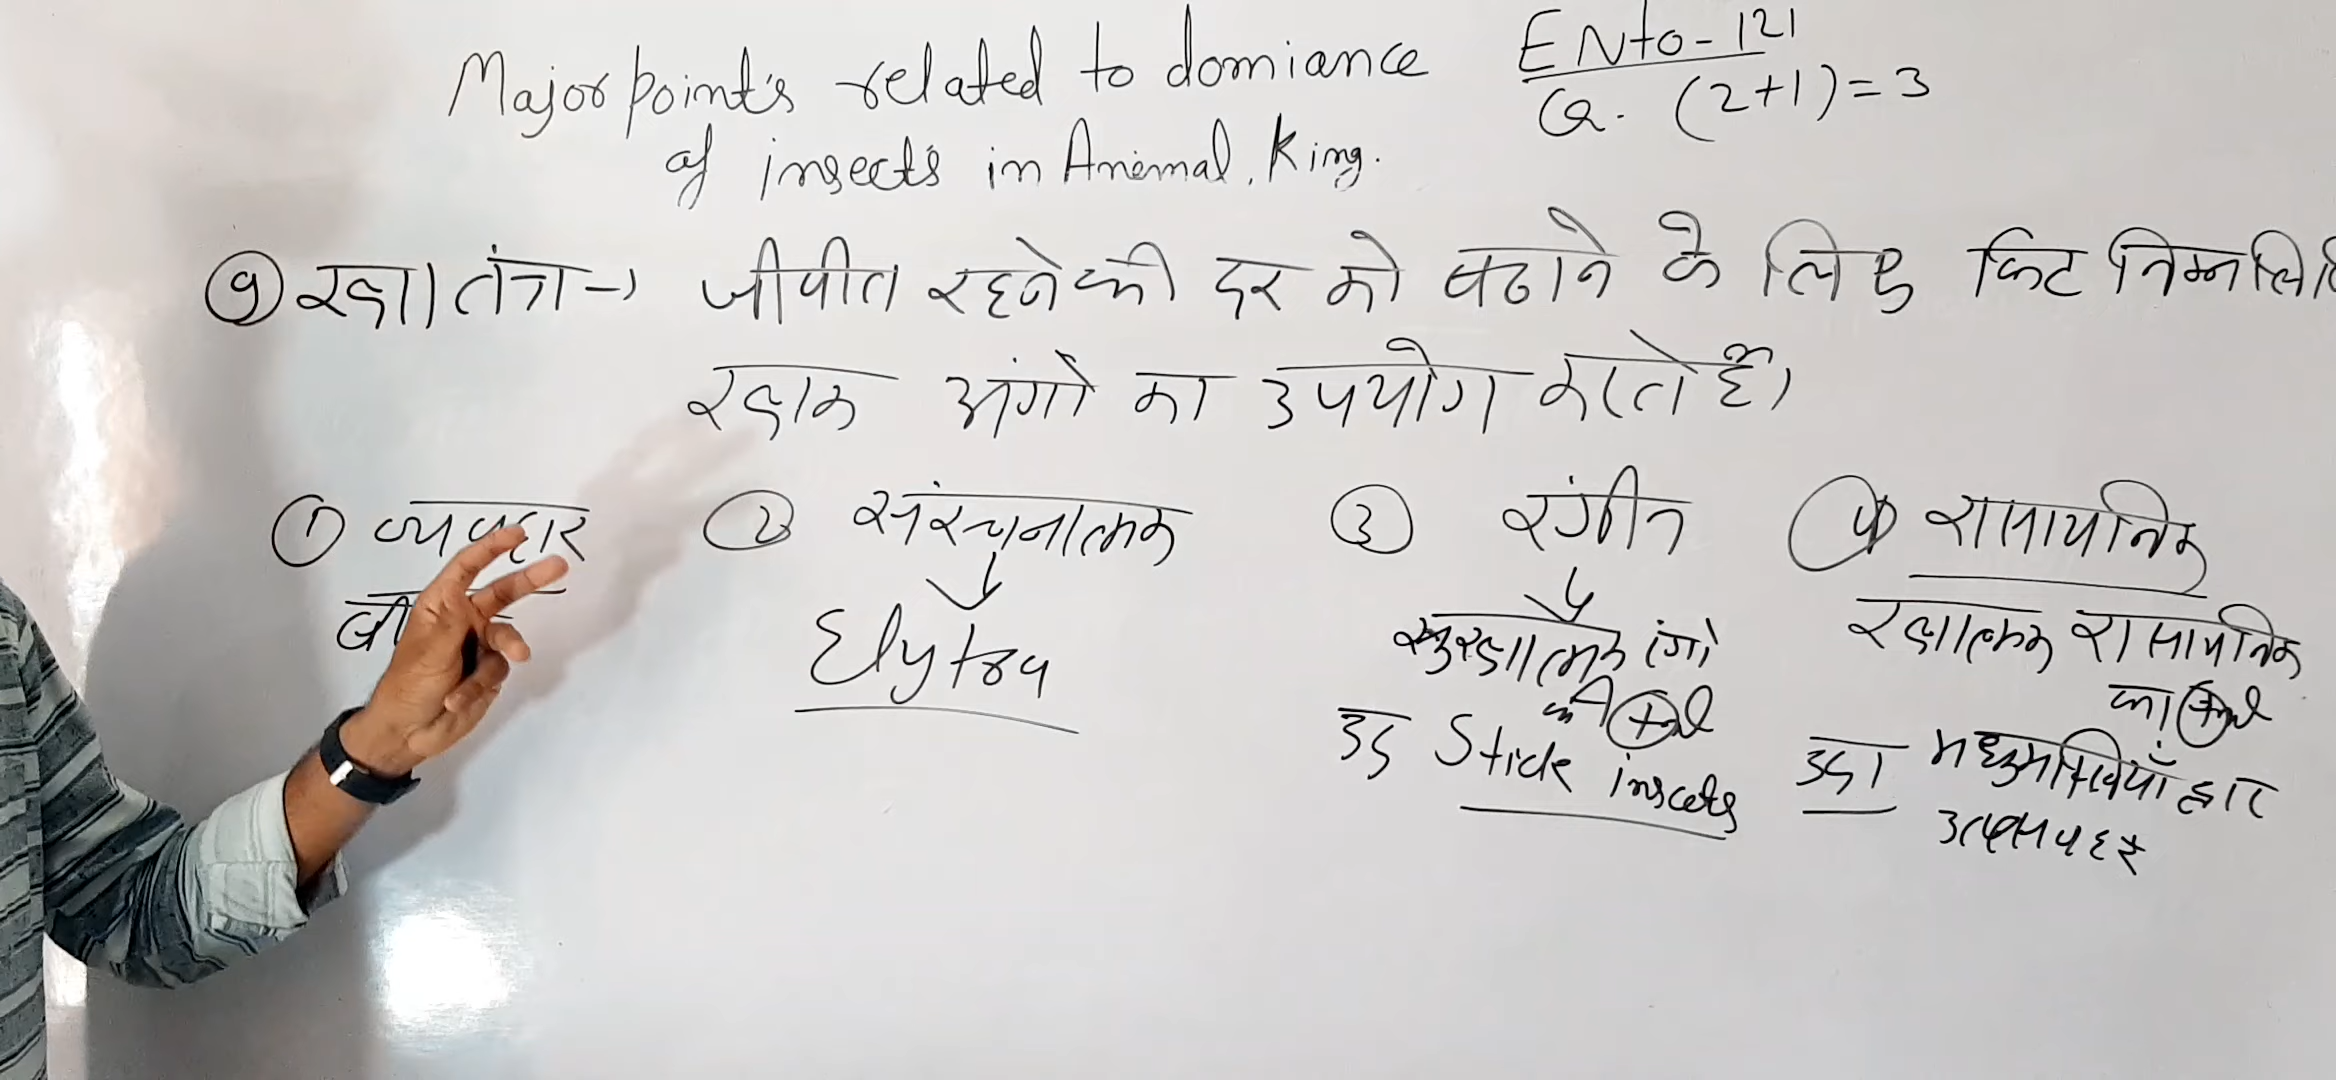 Major points related to domiance
of insects in Animal. King.
ENto-121
Q. (2+1)=3
⑨ रक्षा तंत्र → जीवीत रहने की दर को बढाने के लिए किट निम्नलि
रक्षक अंगो का उपयोग करते हैं।
① व्यवहार
② संरचनात्मक
Elytra
③ रंगीन
सुरक्षात्मक रंगो
की
उदृ Stick insects
④ रासायनिक
रक्षात्मक रासायनिक
का
उदा मधुमक्खियाँ द्वारा